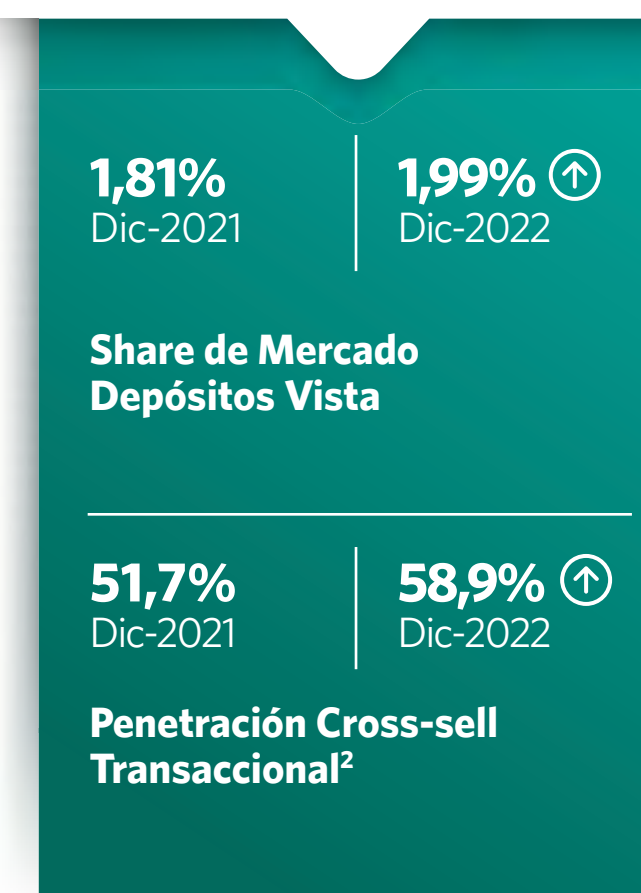 1,81%
Dic-2021
1,99%
Dic-2022
Share de Mercado
Depósitos Vista
51,7%
Dic-2021
58,9%
Dic-2022
Penetración Cross-sell
Transaccional²